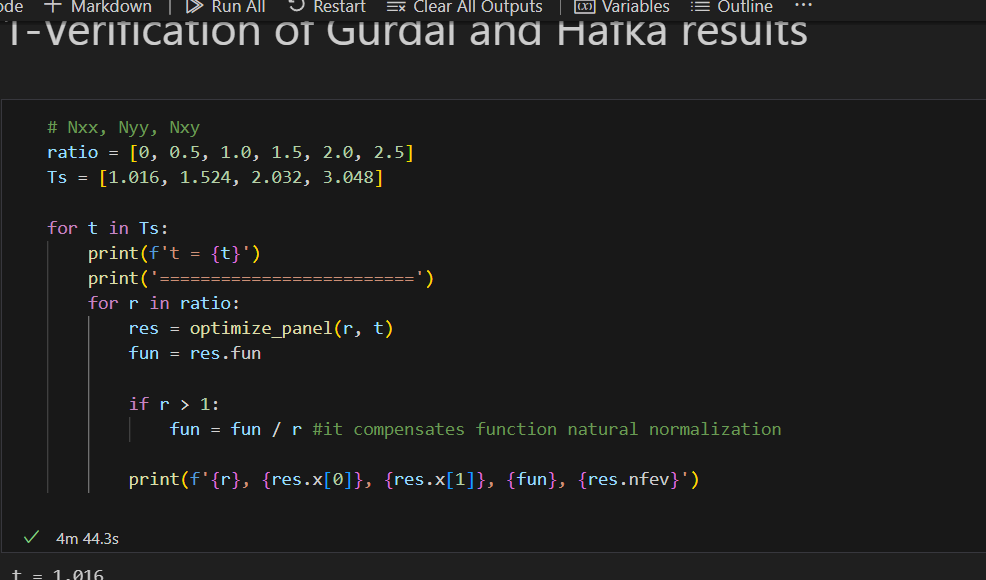 ode + Markdown | Run All Restart Clear All Outputs | Variables Outline ...
1-Verification of Gurdal and Hafka results
# Nxx, Nyy, Nxy
ratio = [0, 0.5, 1.0, 1.5, 2.0, 2.5]
Ts = [1.016, 1.524, 2.032, 3.048]
for t in Ts:
    print(f't = {t}')
    print('=========================')
    for r in ratio:
        res = optimize_panel(r, t)
        fun = res.fun
        if r > 1:
            fun = fun / r #it compensates function natural normalization
        print(f'{r}, {res.x[0]}, {res.x[1]}, {fun}, {res.nfev}')
4m 44.3s
t = 1.016